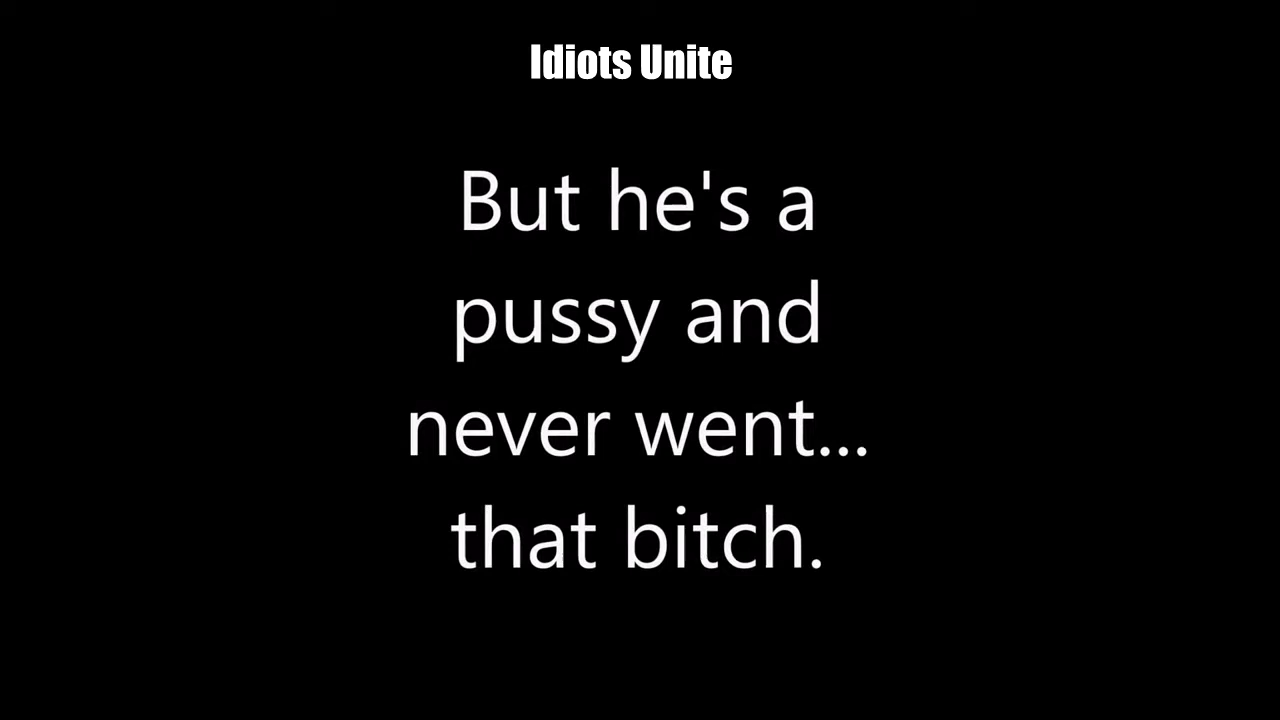 Idiots Unite
But he's a
pussy and
never went...
that bitch.